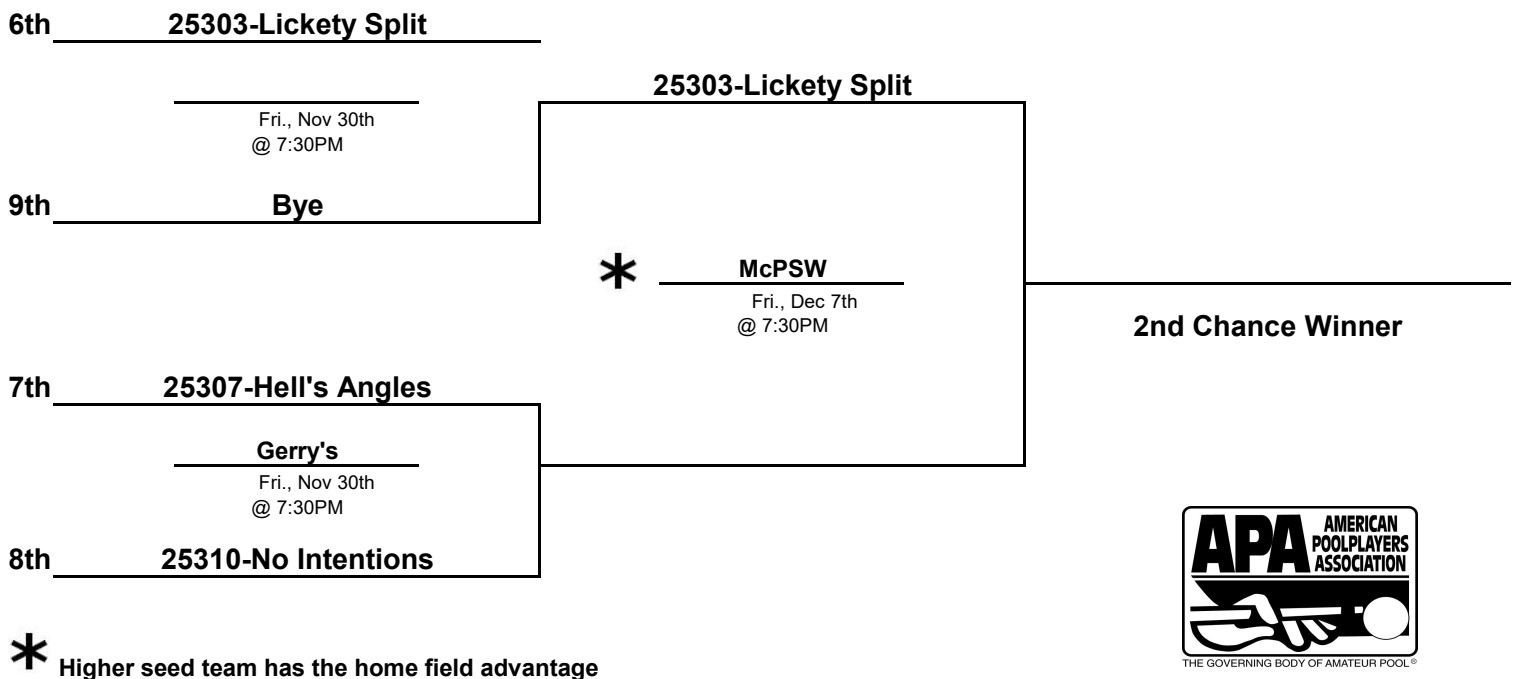 6th 25303-Lickety Split
25303-Lickety Split
Fri., Nov 30th
@ 7:30PM
9th Bye
* McPSW
Fri., Dec 7th
@ 7:30PM
2nd Chance Winner
7th 25307-Hell's Angles
Gerry's
Fri., Nov 30th
@ 7:30PM
8th 25310-No Intentions
APA AMERICAN
POOLPLAYERS
ASSOCIATION
THE GOVERNING BODY OF AMATEUR POOL®
* Higher seed team has the home field advantage